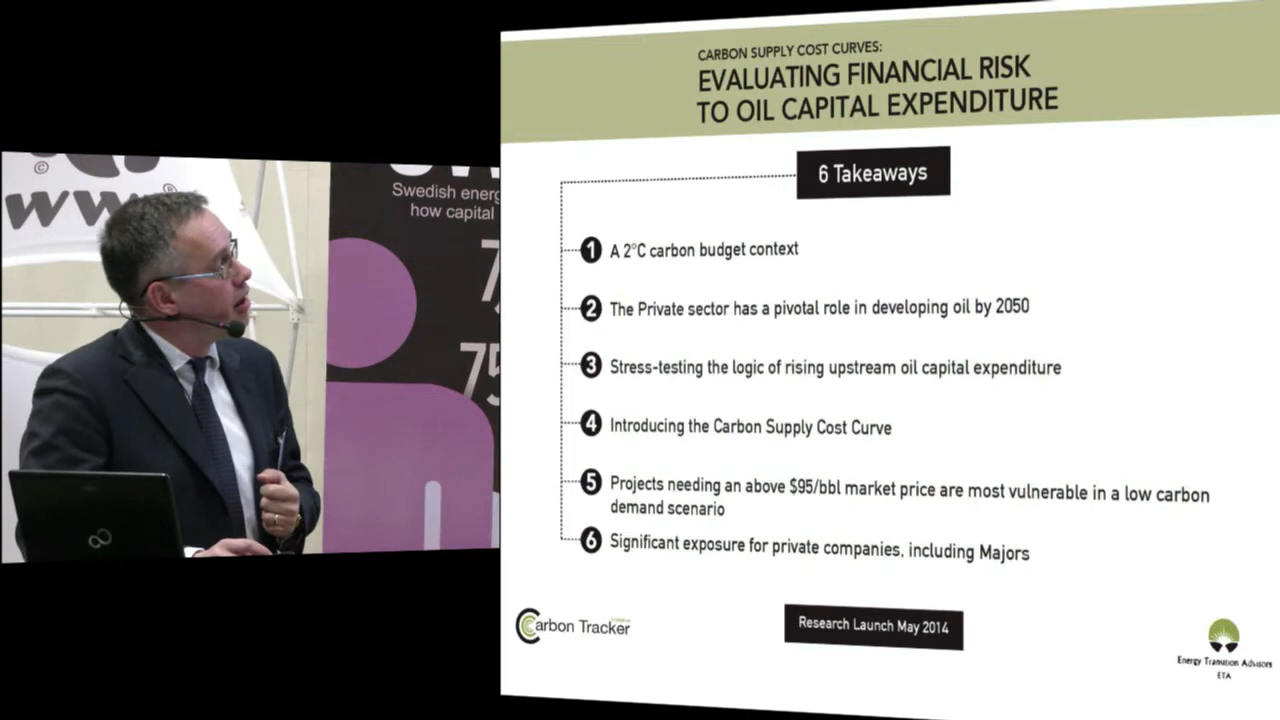 ©
®
Swedish
how capital
7
75
CARBON SUPPLY COST CURVES:
EVALUATING FINANCIAL RISK
TO OIL CAPITAL EXPENDITURE
6 Takeaways
1 A 2°C carbon budget context
2 The Private sector has a pivotal role in developing oil by 2050
3 Stress-testing the logic of rising upstream oil capital expenditure
4 Introducing the Carbon Supply Cost Curve
5 Projects needing an above $95/bbl market price are most vulnerable in a low carbon
demand scenario
6 Significant exposure for private companies, including Majors
Carbon Tracker
Research Launch May 2014
Energy Transition Advisors
ETA